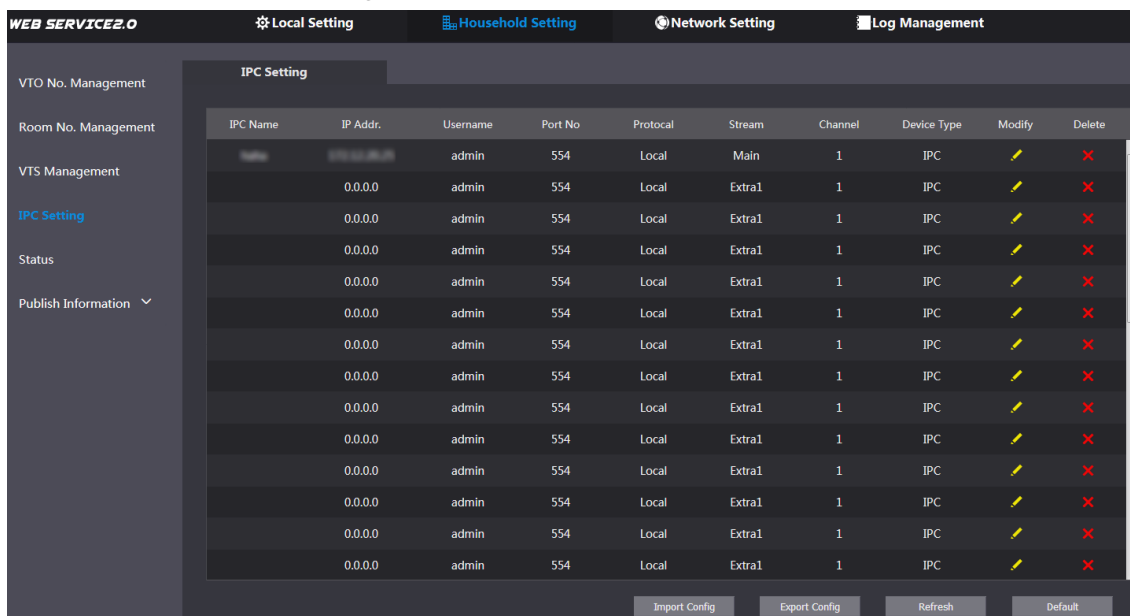 WEB SERVICE2.0 Local Setting Household Setting Network Setting Log Management
VTO No. Management
Room No. Management
VTS Management
IPC Setting
Status
Publish Information
IPC Setting
IPC Name IP Addr. Username Port No Protocal Stream Channel Device Type Modify Delete
admin 554 Local Main 1 IPC
0.0.0.0 admin 554 Local Extra1 1 IPC
0.0.0.0 admin 554 Local Extra1 1 IPC
0.0.0.0 admin 554 Local Extra1 1 IPC
0.0.0.0 admin 554 Local Extra1 1 IPC
0.0.0.0 admin 554 Local Extra1 1 IPC
0.0.0.0 admin 554 Local Extra1 1 IPC
0.0.0.0 admin 554 Local Extra1 1 IPC
0.0.0.0 admin 554 Local Extra1 1 IPC
0.0.0.0 admin 554 Local Extra1 1 IPC
0.0.0.0 admin 554 Local Extra1 1 IPC
0.0.0.0 admin 554 Local Extra1 1 IPC
0.0.0.0 admin 554 Local Extra1 1 IPC
0.0.0.0 admin 554 Local Extra1 1 IPC
Import Config Export Config Refresh Default